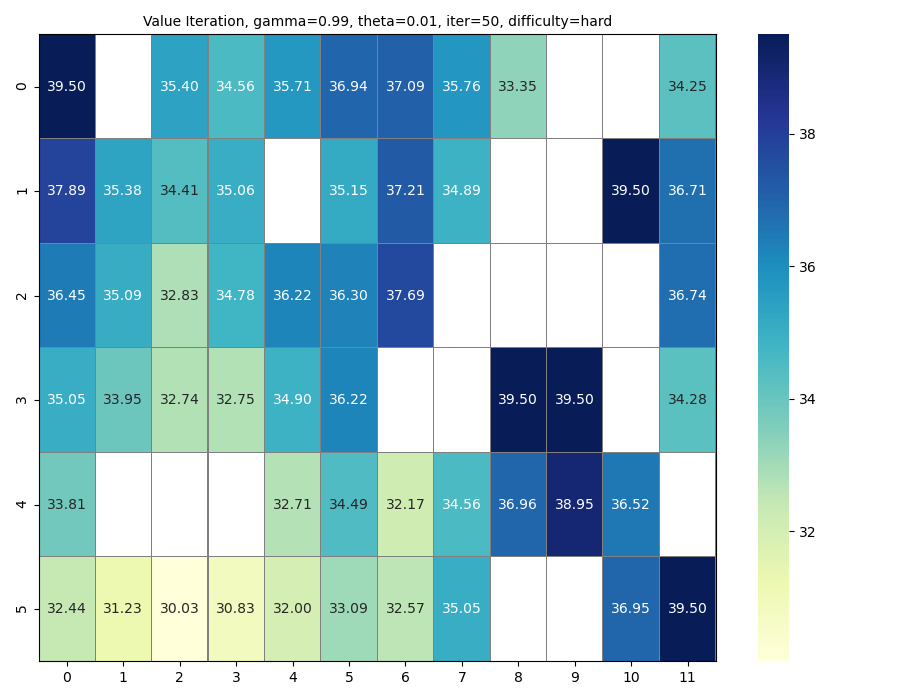 Value Iteration, gamma=0.99, theta=0.01, iter=50, difficulty=hard
0 39.50 35.40 34.56 35.71 36.94 37.09 35.76 33.35 34.25
1 37.89 35.38 34.41 35.06 35.15 37.21 34.89 39.50 36.71
2 36.45 35.09 32.83 34.78 36.22 36.30 37.69 36.74
3 35.05 33.95 32.74 32.75 34.90 36.22 39.50 39.50 34.28
4 33.81 32.71 34.49 32.17 34.56 36.96 38.95 36.52
5 32.44 31.23 30.03 30.83 32.00 33.09 32.57 35.05 36.95 39.50
0 1 2 3 4 5 6 7 8 9 10 11
38
36
34
32